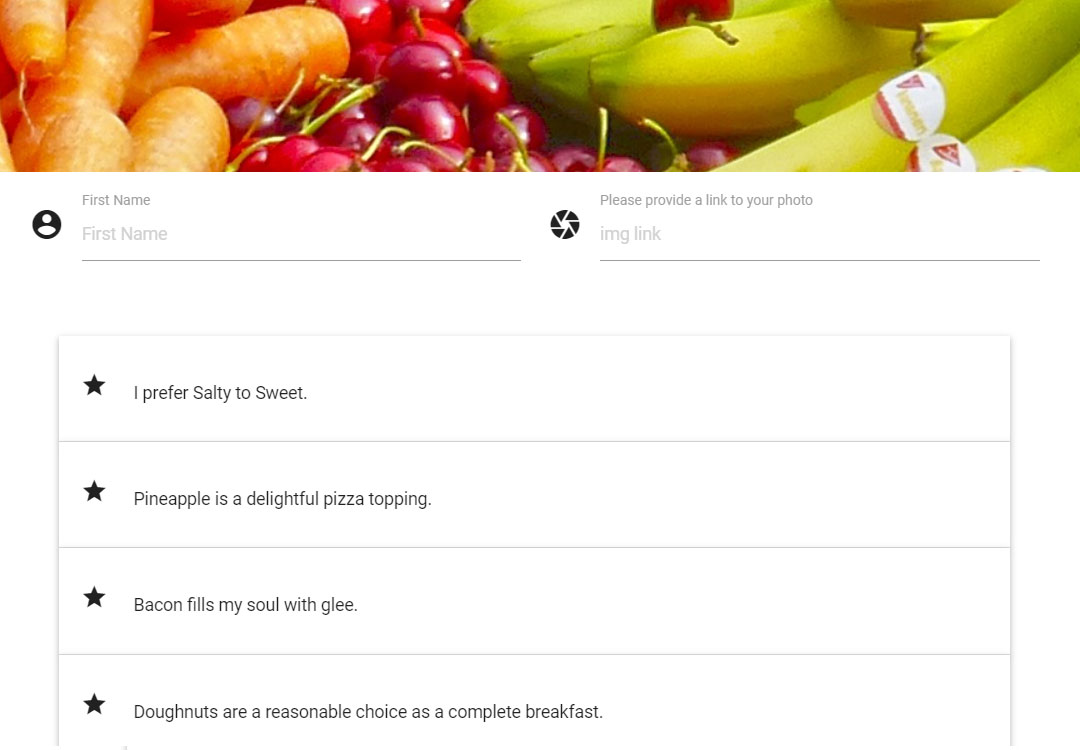 First Name
First Name
Please provide a link to your photo
img link
I prefer Salty to Sweet.
Pineapple is a delightful pizza topping.
Bacon fills my soul with glee.
Doughnuts are a reasonable choice as a complete breakfast.